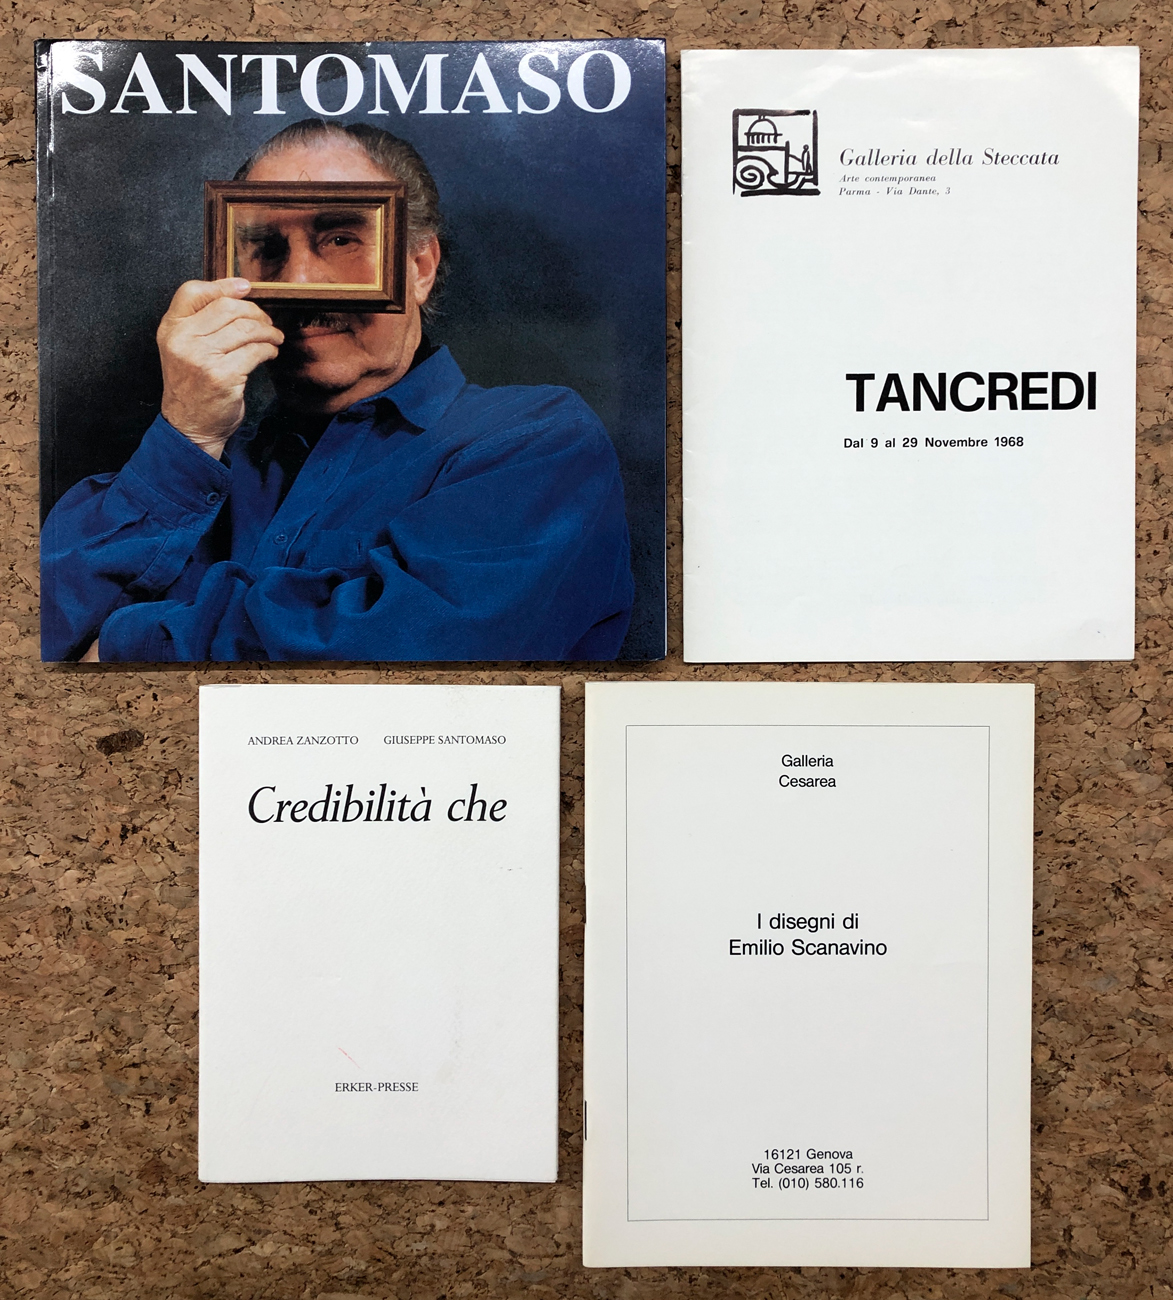 SANTOMASO
Galleria della Steccata
Arte contemporanea
Parma - Via Dante, 3
TANCREDI
Dal 9 al 29 Novembre 1968
ANDREA ZANZOTTO GIUSEPPE SANTOMASO
Credibilità che
ERKER-PRESSE
Galleria
Cesarea
I disegni di
Emilio Scanavino
16121 Genova
Via Cesarea 105 r.
Tel. (010) 580.116